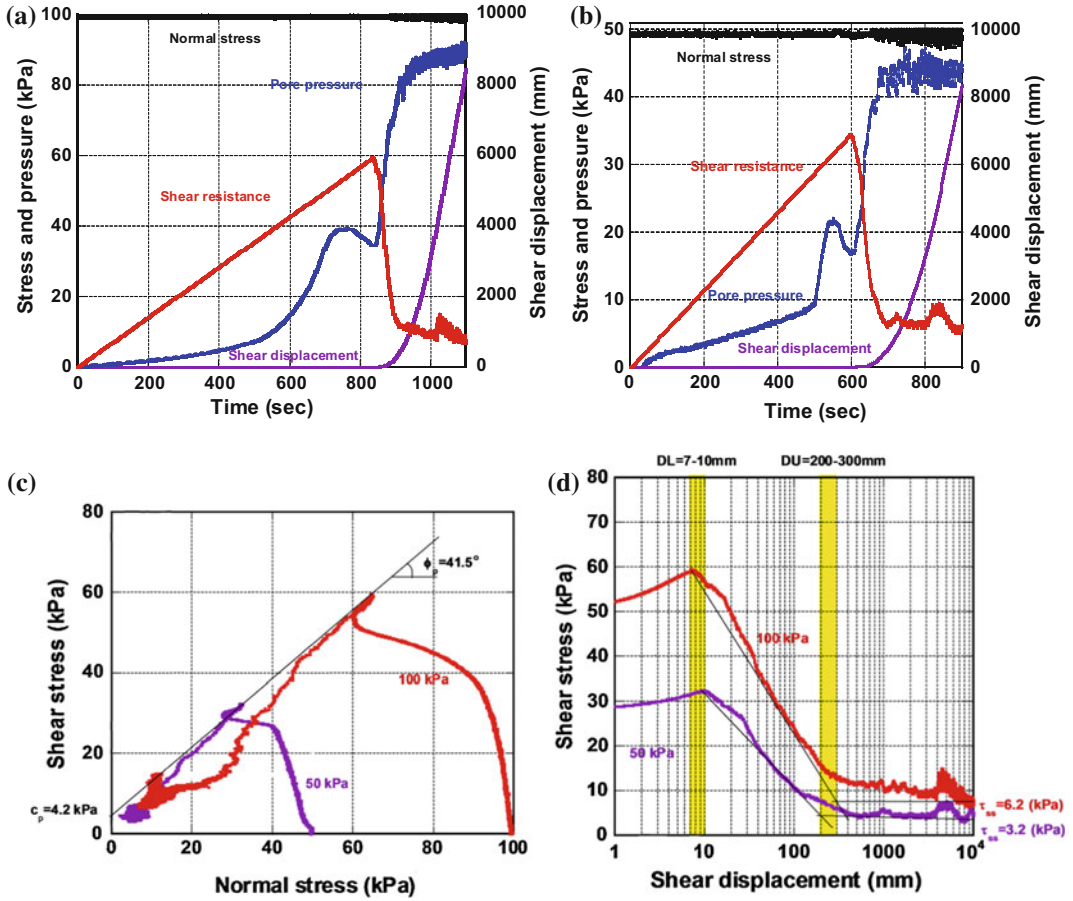 (a)
Stress and pressure (kPa)
100
80
60
40
20
0
Normal stress
Pore pressure
Shear resistance
Shear displacement
10000
8000
6000
4000
2000
0
Shear displacement (mm)
0 200 400 600 800 1000
Time (sec)
(b)
Stress and pressure (kPa)
50
40
30
20
10
0
Normal stress
Shear resistance
Pore pressure
Shear displacement
10000
8000
6000
4000
2000
0
Shear displacement (mm)
0 200 400 600 800
Time (sec)
(c)
Shear stress (kPa)
80
60
40
20
0
ϕp=41.5°
100 kPa
50 kPa
cp=4.2 kPa
0 20 40 60 80 100
Normal stress (kPa)
DL=7-10mm DU=200-300mm
(d)
Shear stress (kPa)
80
70
60
50
40
30
20
10
0
100 kPa
50 kPa
τss=6.2 (kPa)
τss=3.2 (kPa)
1 10 100 1000 10⁴
Shear displacement (mm)